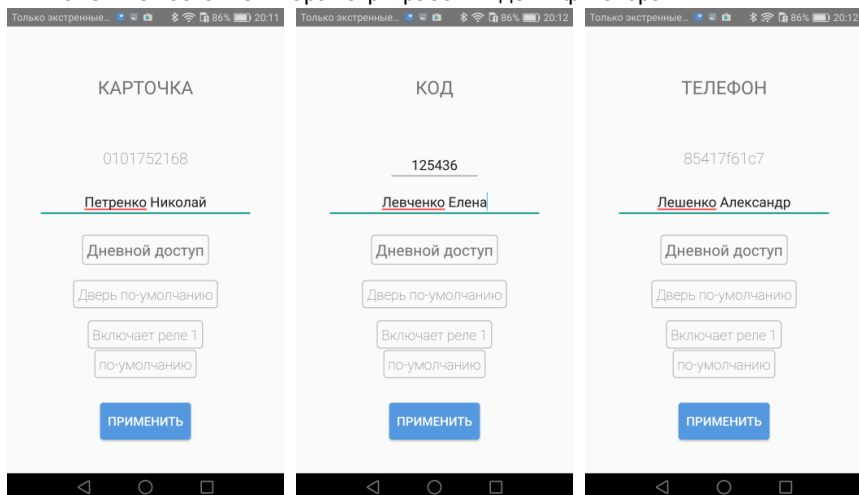 Только экстренные... 86% 20:11
КАРТОЧКА
0101752168
Петренко Николай
Дневной доступ
Дверь по-умолчанию
Включает реле 1
по-умолчанию
ПРИМЕНИТЬ
Только экстренные... 86% 20:12
КОД
125436
Левченко Елена
Дневной доступ
Дверь по-умолчанию
Включает реле 1
по-умолчанию
ПРИМЕНИТЬ
Только экстренные... 86% 20:12
ТЕЛЕФОН
85417f61c7
Лешенко Александр
Дневной доступ
Дверь по-умолчанию
Включает реле 1
по-умолчанию
ПРИМЕНИТЬ